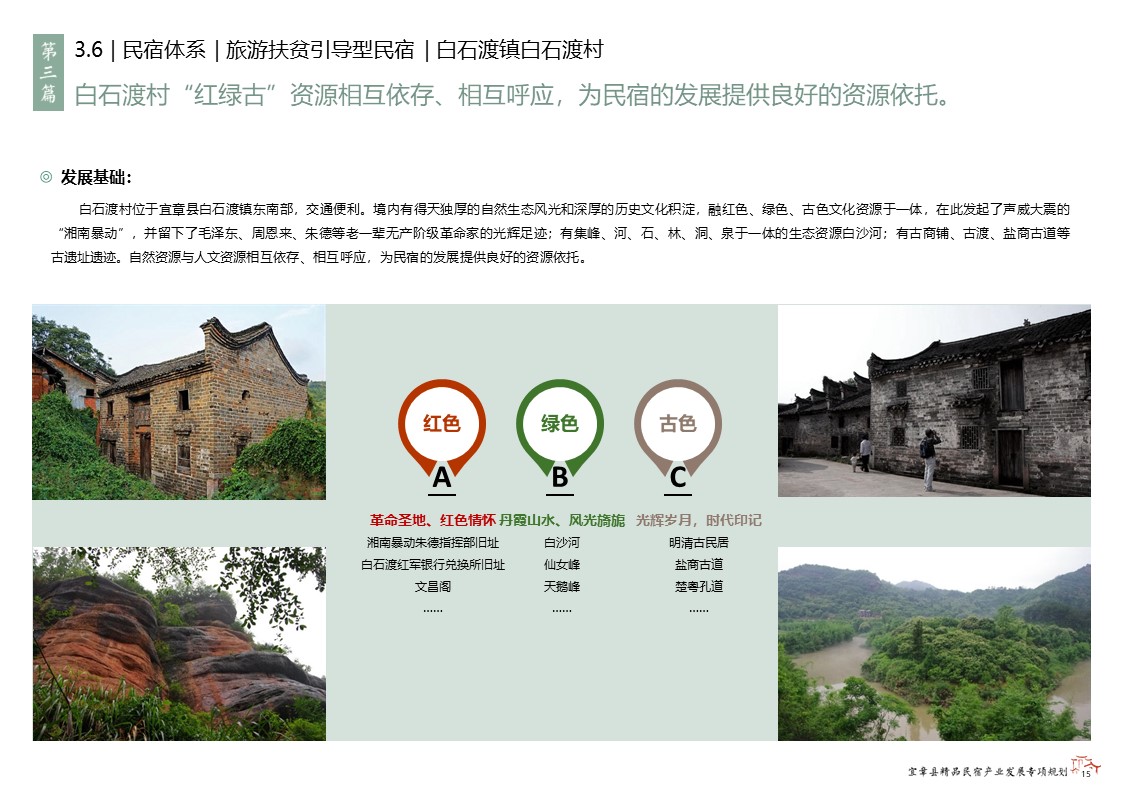 第三篇
3.6 | 民宿体系 | 旅游扶贫引导型民宿 | 白石渡镇白石渡村
白石渡村“红绿古”资源相互依存、相互呼应，为民宿的发展提供良好的资源依托。
◎ 发展基础：
白石渡村位于宜章县白石渡镇东南部，交通便利。境内有得天独厚的自然生态风光和深厚的历史文化积淀，融红色、绿色、古色文化资源于一体，在此发起了声威大震的
“湘南暴动”，并留下了毛泽东、周恩来、朱德等老一辈无产阶级革命家的光辉足迹；有集峰、河、石、林、洞、泉于一体的生态资源白沙河；有古商铺、古渡、盐商古道等
古遗址遗迹。自然资源与人文资源相互依存、相互呼应，为民宿的发展提供良好的资源依托。
红色
A
革命圣地、红色情怀
湘南暴动朱德指挥部旧址
白石渡红军银行兑换所旧址
文昌阁
……
绿色
B
丹霞山水、风光旖旎
白沙河
仙女峰
天鹅峰
……
古色
C
光辉岁月，时代印记
明清古民居
盐商古道
楚粤孔道
……
宜章县精品民宿产业发展专项规划
15